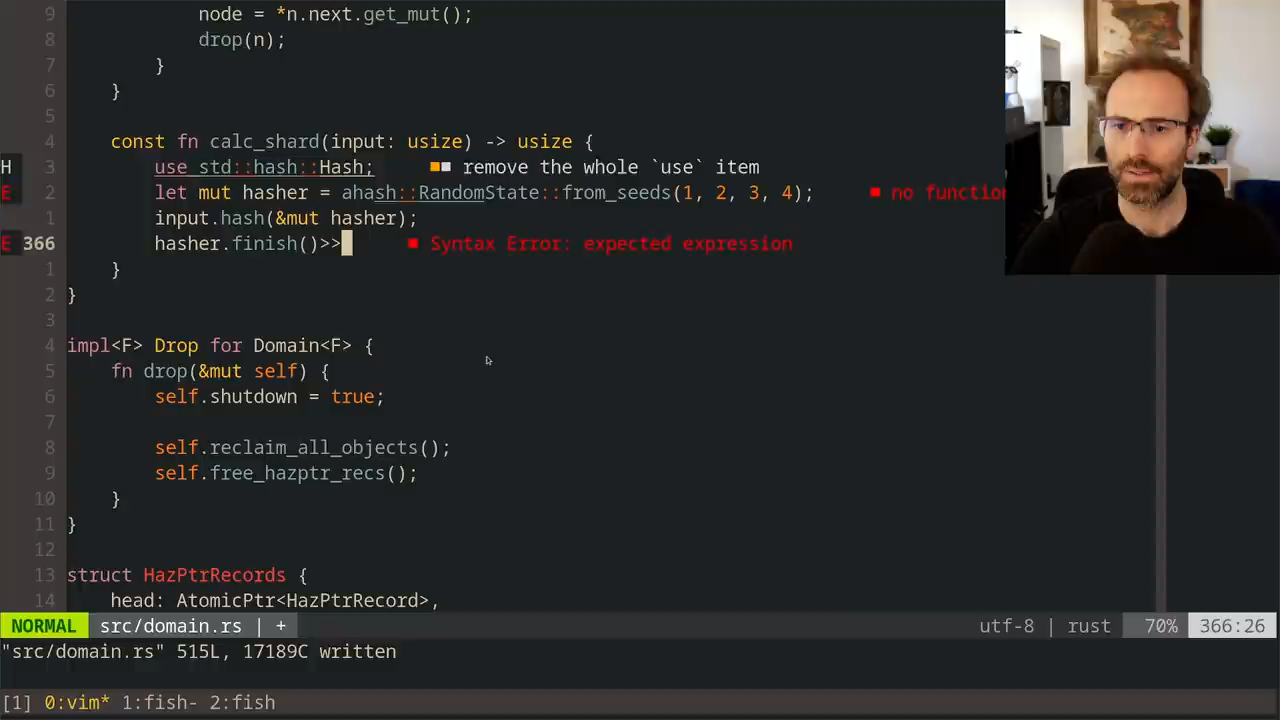 9 node = *n.next.get_mut();
8 drop(n);
7 }
6 }
5
4 const fn calc_shard(input: usize) -> usize {
H 3 use std::hash::Hash; remove the whole `use` item
E 2 let mut hasher = ahash::RandomState::from_seeds(1, 2, 3, 4); no function
1 input.hash(&mut hasher);
E 366 hasher.finish()>> Syntax Error: expected expression
1 }
2 }
3
4 impl<F> Drop for Domain<F> {
5 fn drop(&mut self) {
6 self.shutdown = true;
7
8 self.reclaim_all_objects();
9 self.free_hazptr_recs();
10 }
11 }
12
13 struct HazPtrRecords {
14 head: AtomicPtr<HazPtrRecord>,
NORMAL src/domain.rs | + utf-8 | rust 70% 366:26
"src/domain.rs" 515L, 17189C written
[1] 0:vim* 1:fish- 2:fish